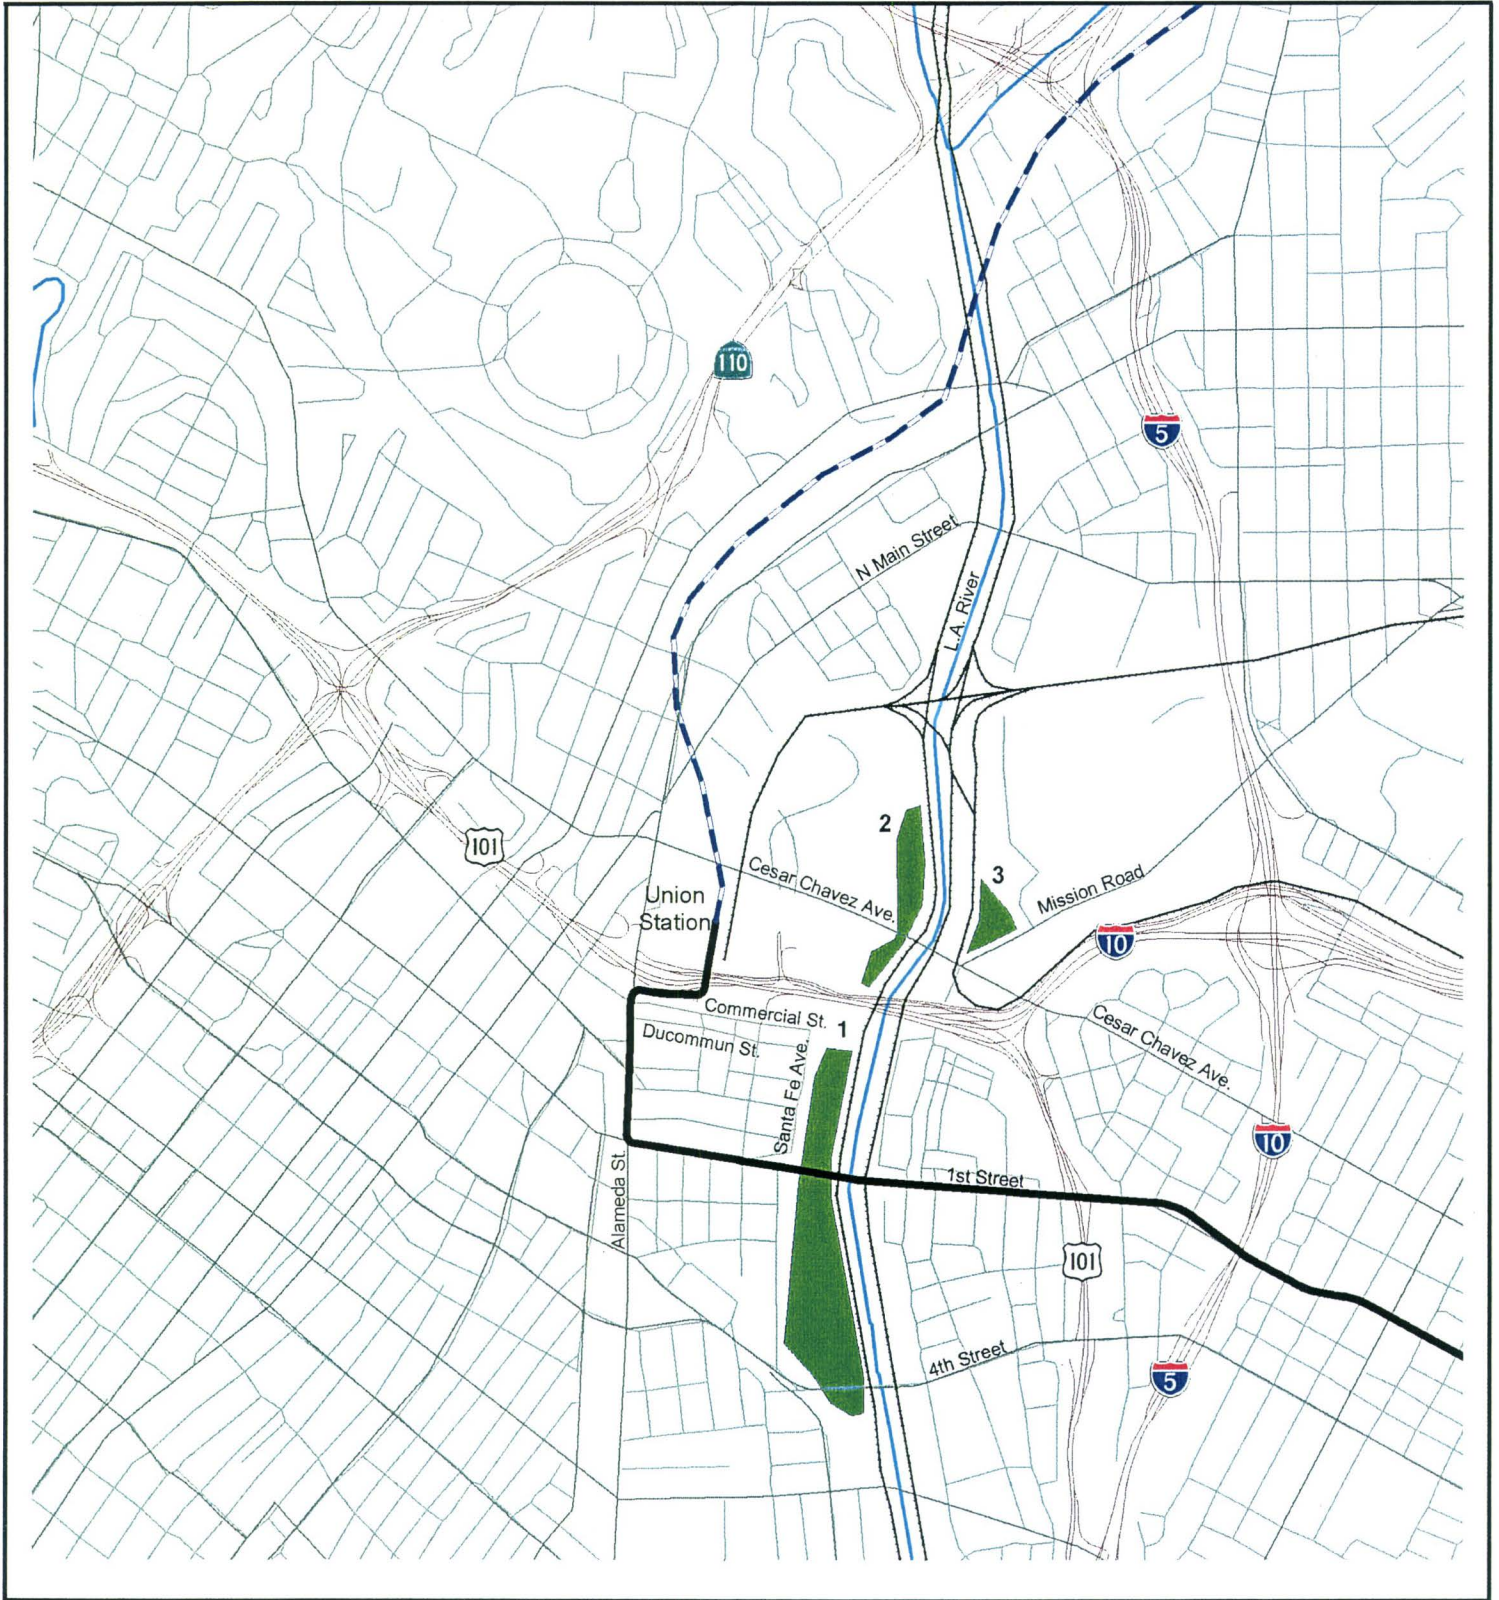 110
5
N Main Street
L.A. River
2
101
Cesar Chavez Ave.
3
Mission Road
Union
Station
10
Commercial St.
1
Ducommun St.
Santa Fe Ave.
Cesar Chavez Ave.
10
Alameda St.
1st Street
101
4th Street
5